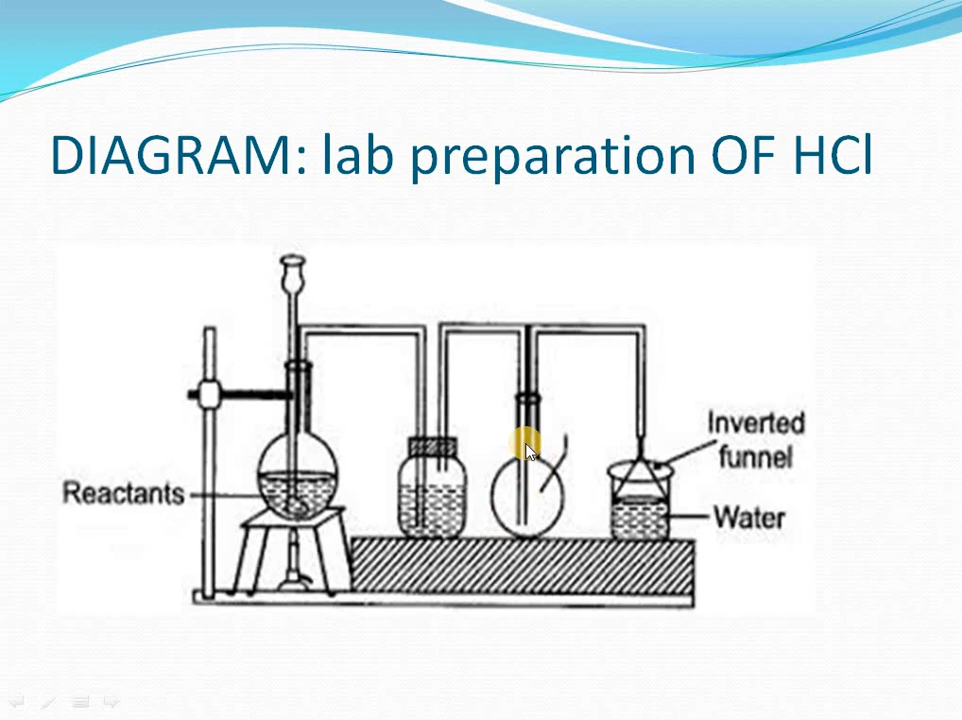 DIAGRAM: lab preparation OF HCl
Inverted
funnel
Reactants
Water